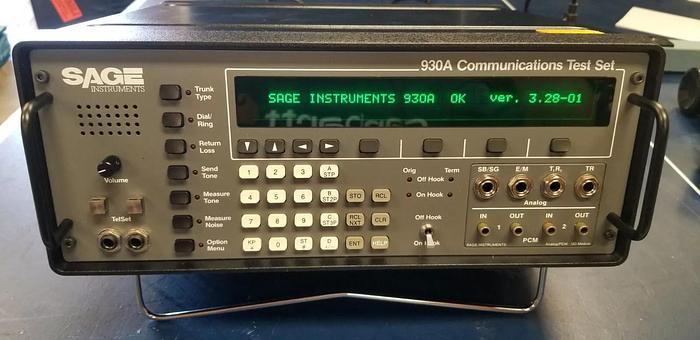 SAGE
INSTRUMENTS
930A Communications Test Set
SAGE INSTRUMENTS 930A OK ver. 3.28-01
Trunk
Type
Dial/
Ring
Return
Loss
Send
Tone
Measure
Tone
Measure
Noise
Option
Menu
Volume
TelSet
1 2 3 A
STP
4 5 6 B
ST2P
STO RCL
7 8 9 C
ST3P
RCL
NXT
CLR
KP
0 ST
#
D
ENT HELP
Orig Term
Off Hook
On Hook
Off Hook
On Hook
SB/SG E/M T,R, TR
Analog
IN 1 OUT IN 2 OUT
PCM
SAGE INSTRUMENTS
Analog/PCM